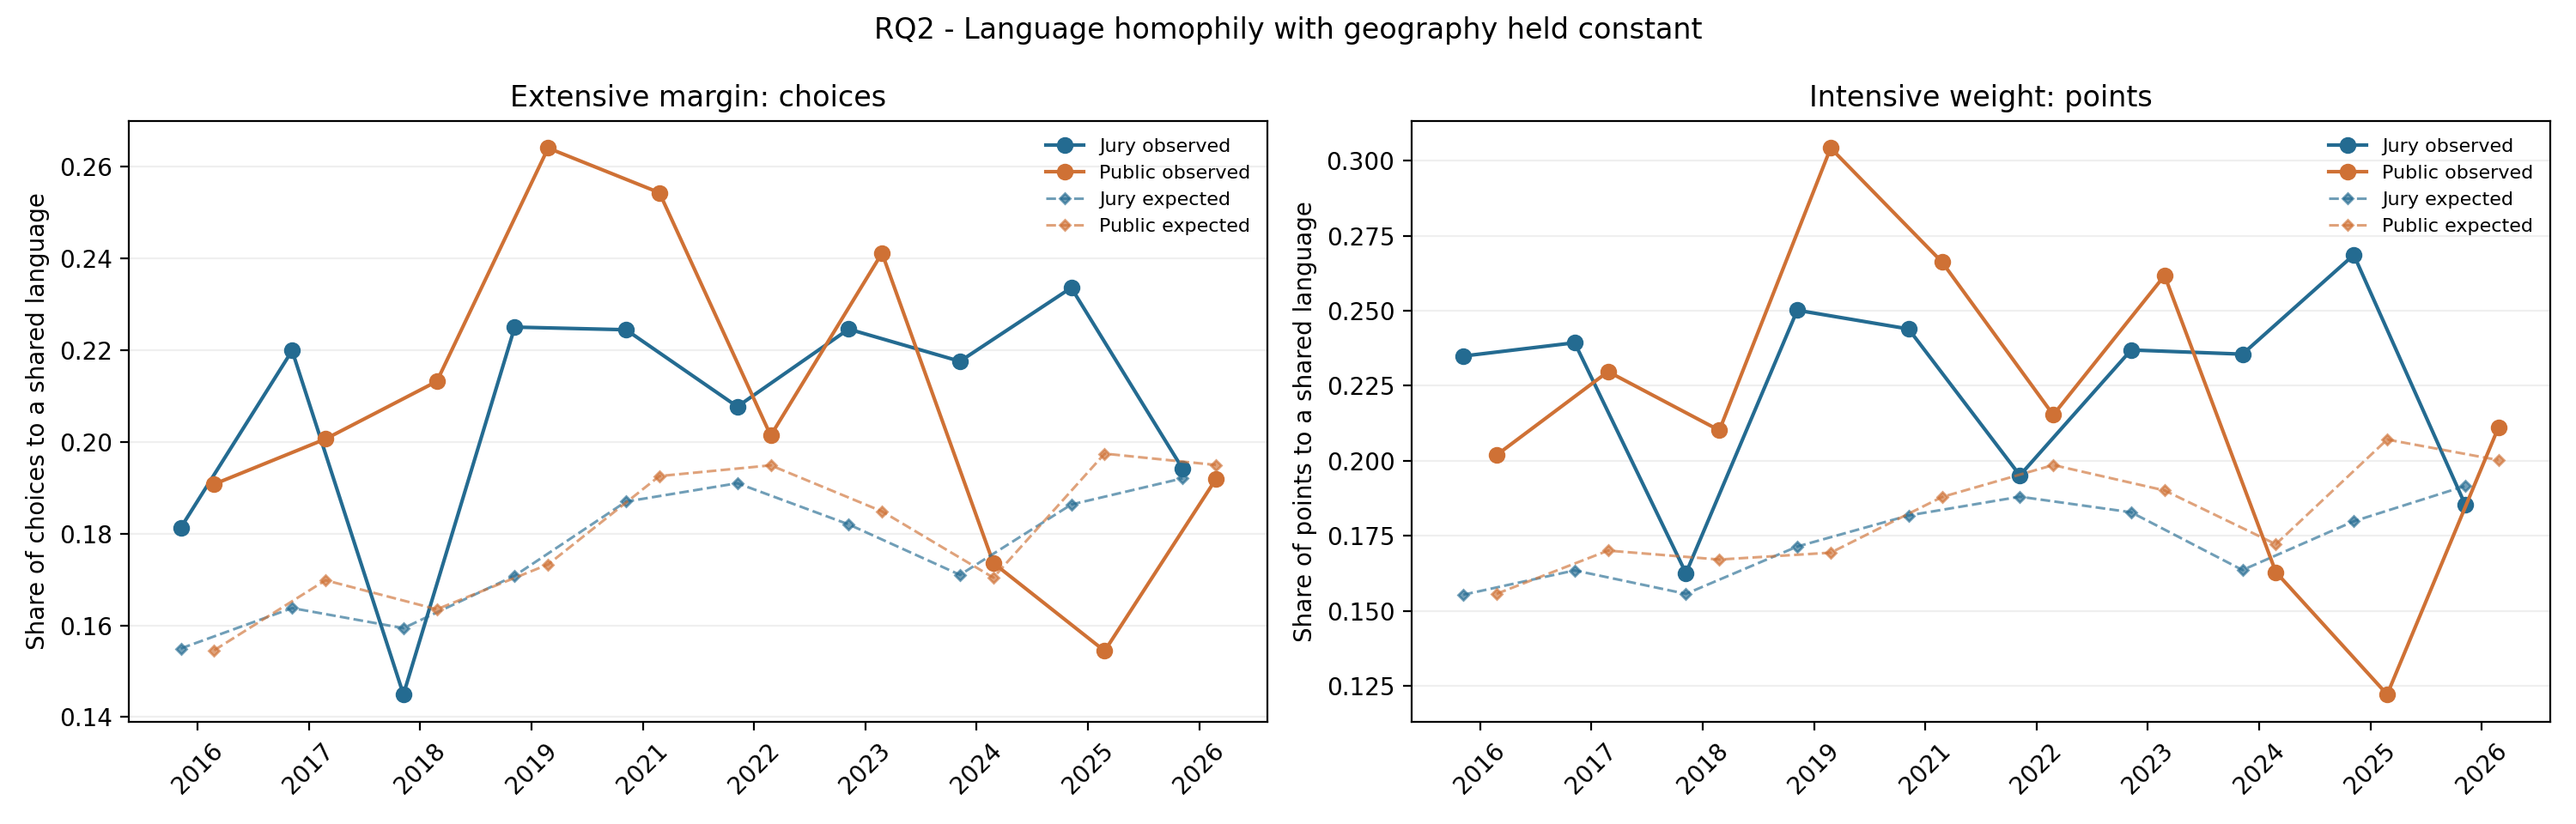 RQ2 - Language homophily with geography held constant
Extensive margin: choices
Share of choices to a shared language
0.26
0.24
0.22
0.20
0.18
0.16
0.14
2016
2017
2018
2019
2021
2022
2023
2024
2025
2026
Jury observed
Public observed
Jury expected
Public expected
Intensive weight: points
Share of points to a shared language
0.300
0.275
0.250
0.225
0.200
0.175
0.150
0.125
2016
2017
2018
2019
2021
2022
2023
2024
2025
2026
Jury observed
Public observed
Jury expected
Public expected